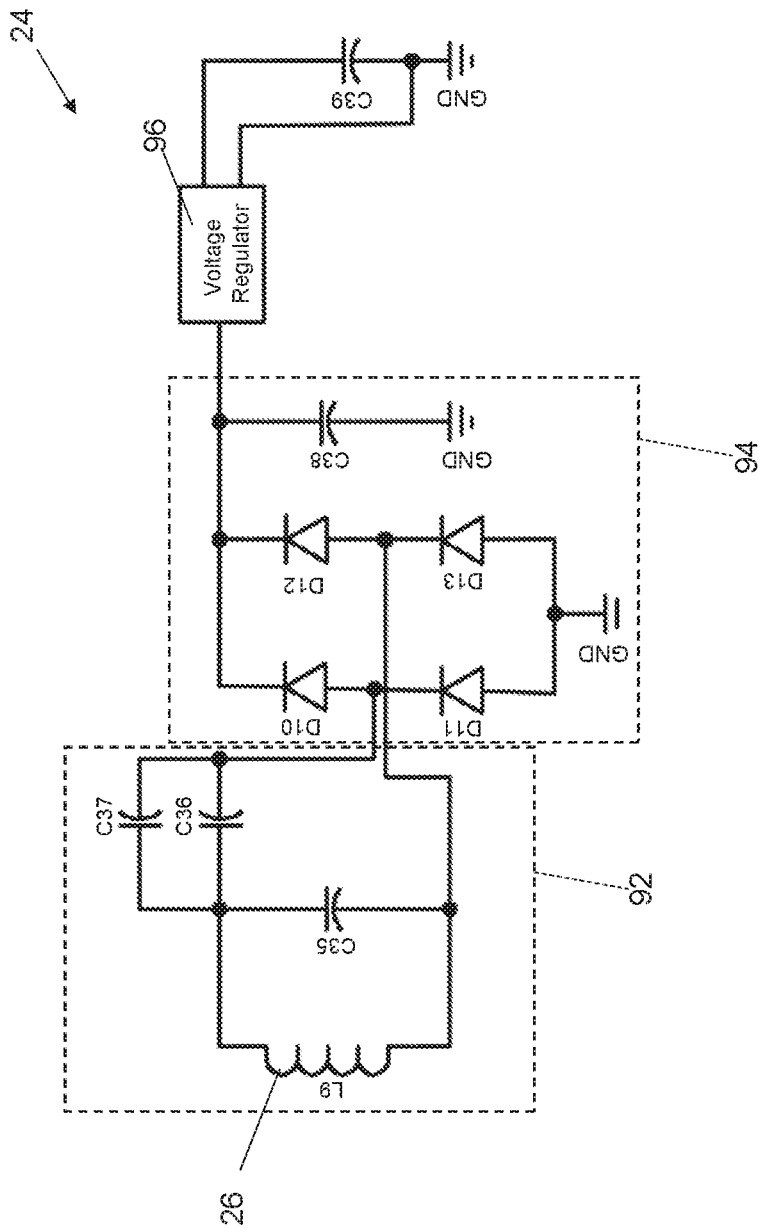 24
96
Voltage
Regulator
C39
GND
C38
GND
94
D12
D13
GND
D10
D11
C37
C36
C35
92
L9
26